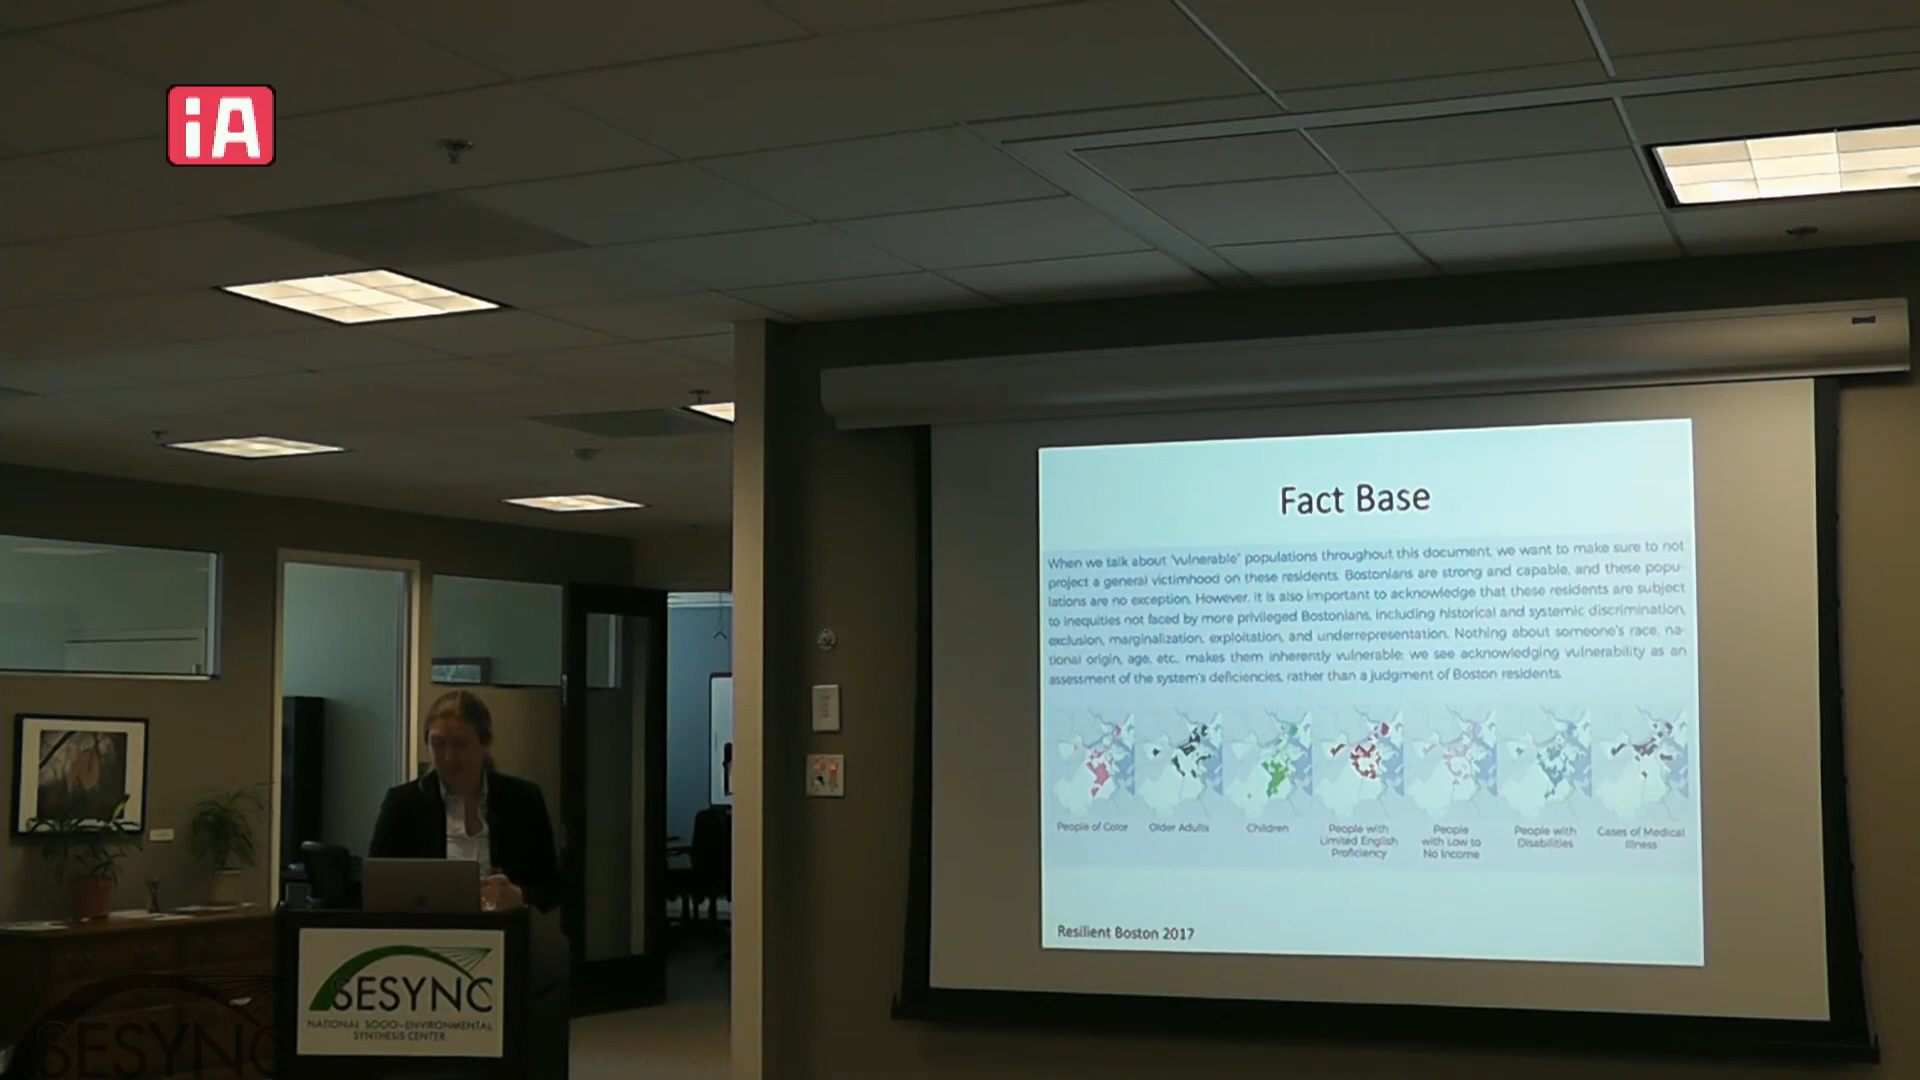 iA
Fact Base
When we talk about "vulnerable" populations throughout this document, we want to make sure to not
project a general victimhood on these residents. Bostonians are strong and capable, and these popu-
lations are no exception. However, it is also important to acknowledge that these residents are subject
to inequities not faced by more privileged Bostonians, including historical and systemic discrimination,
exclusion, marginalization, exploitation, and underrepresentation. Nothing about someone's race, na-
tional origin, age, etc., makes them inherently vulnerable; we see acknowledging vulnerability as an
assessment of the system's deficiencies, rather than a judgment of Boston residents.
People of Color
Older Adults
Children
People with
Limited English
Proficiency
People
with Low to
No Income
People with
Disabilities
Cases of Medical
Illness
Resilient Boston 2017
SESYNC
NATIONAL SOCIO-ENVIRONMENTAL
SYNTHESIS CENTER
SESYNC